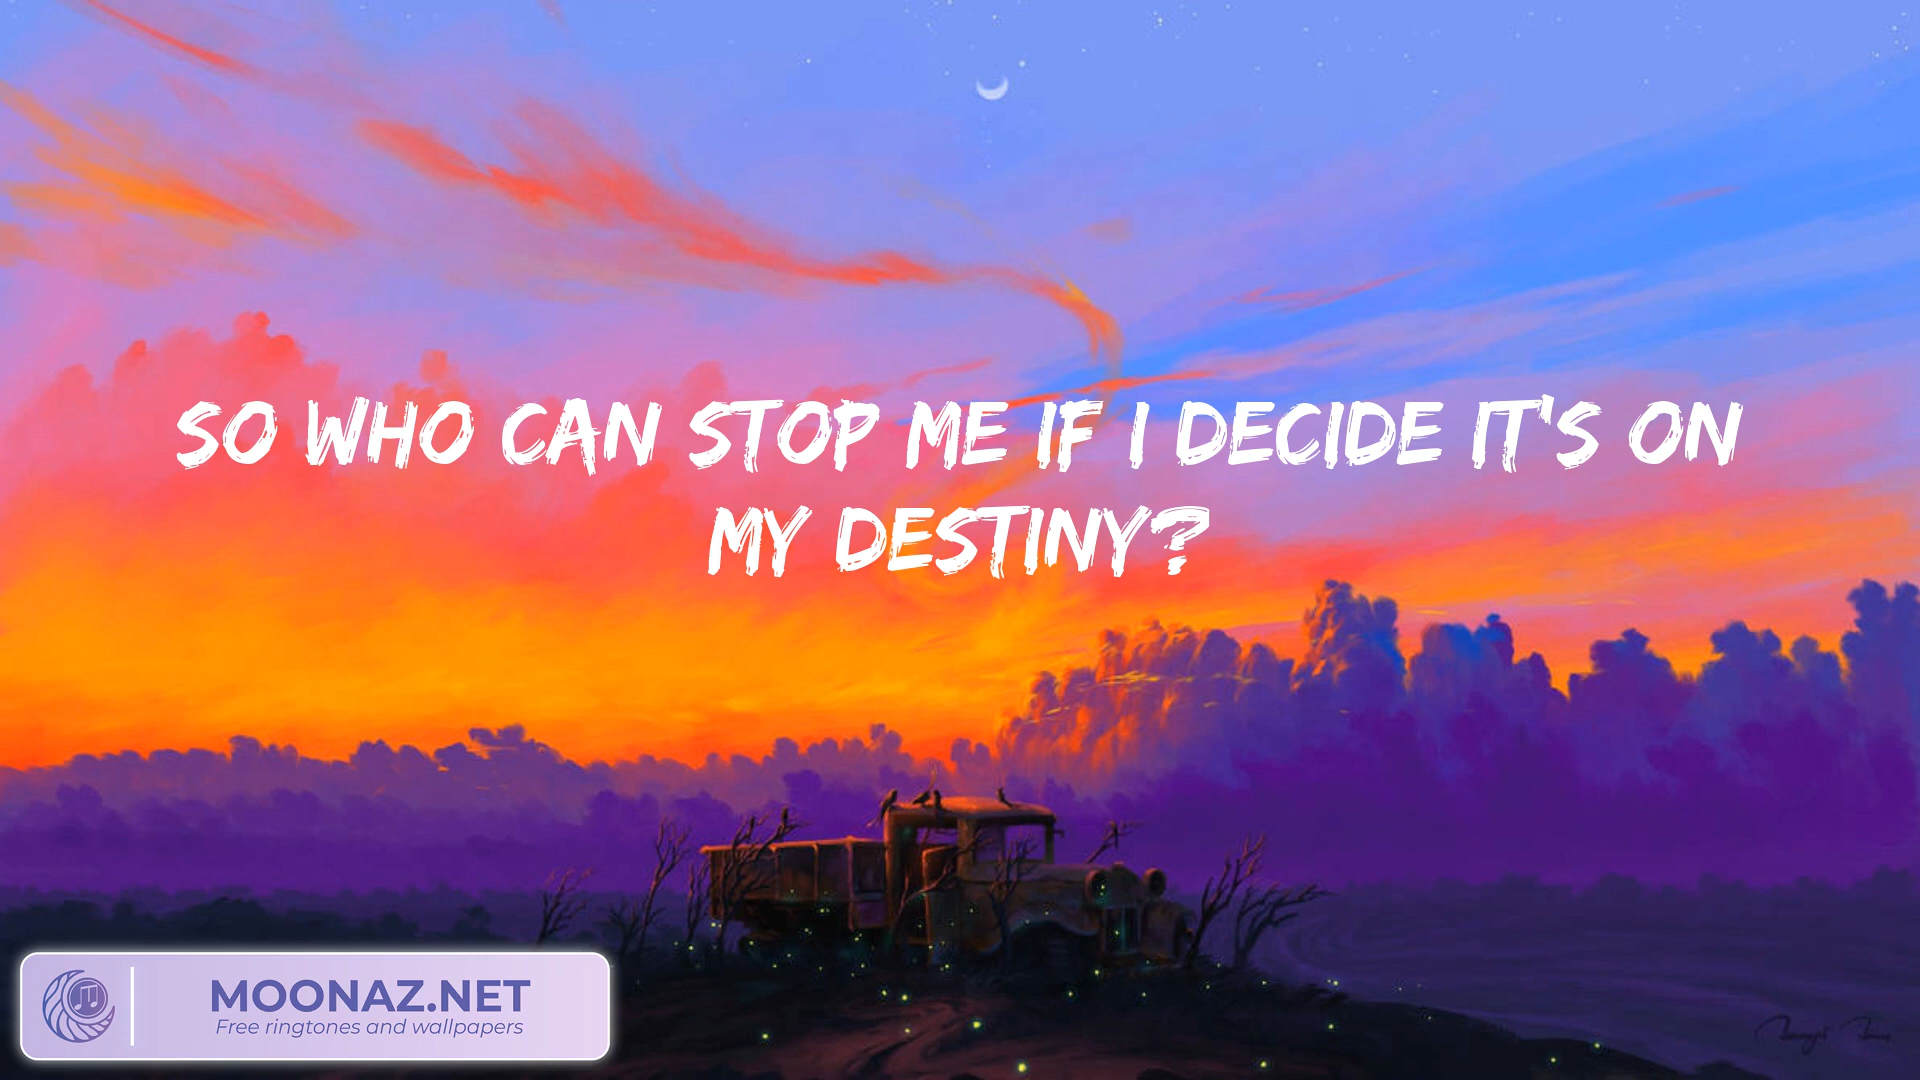 SO WHO CAN STOP ME IF I DECIDE IT'S ON
MY DESTINY?
MOONAZ.NET
Free ringtones and wallpapers